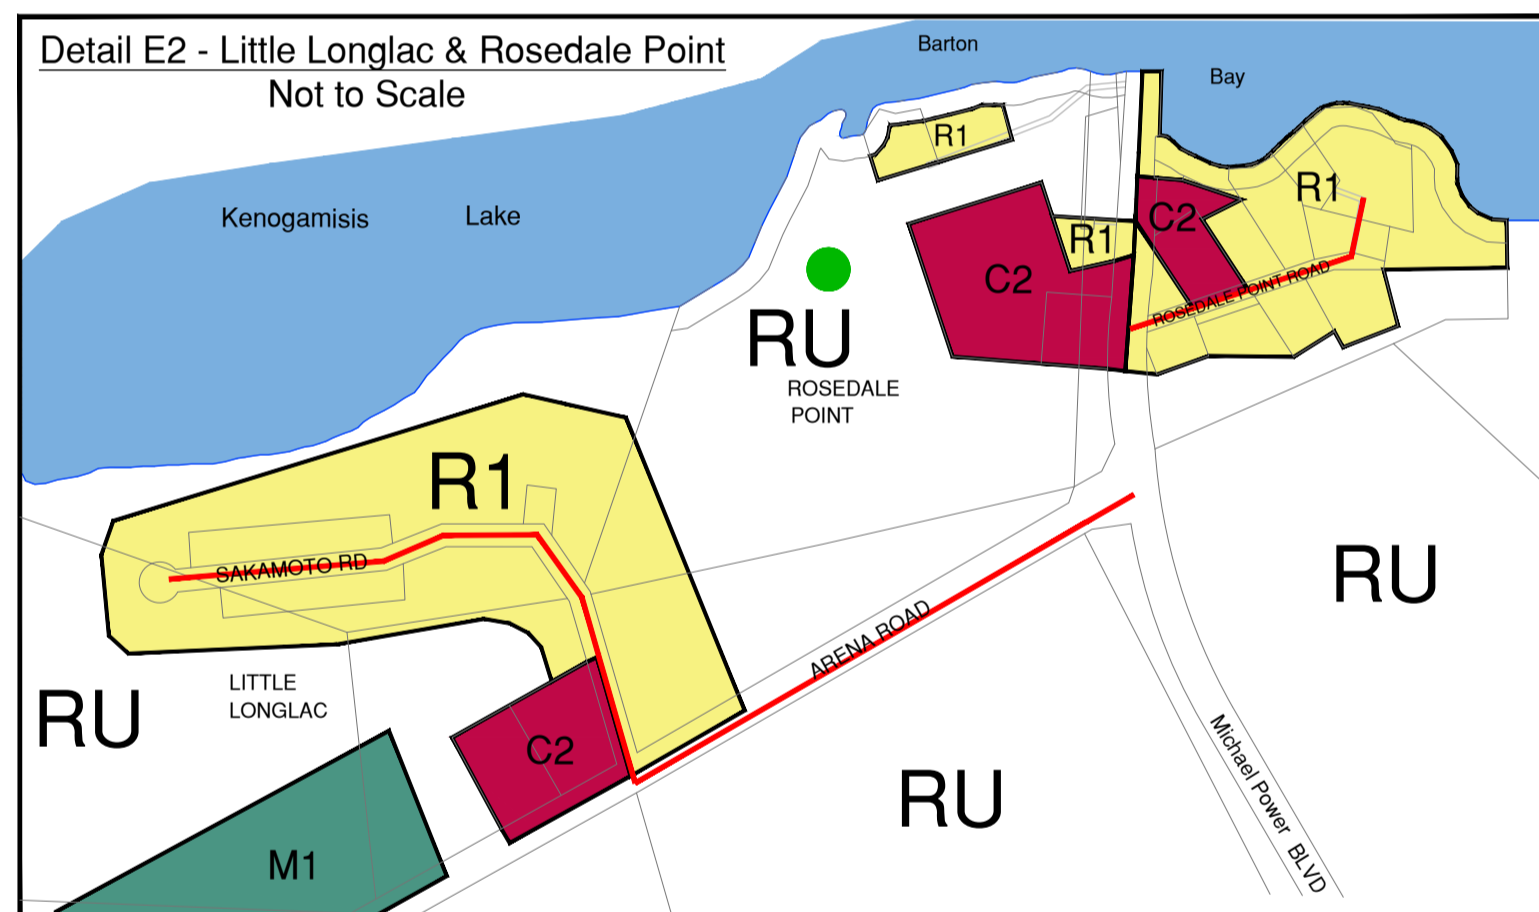 Detail E2 - Little Longlac & Rosedale Point
Not to Scale
Barton
Bay
Kenogamisis Lake
R1
R1
C2
R1
C2
ROSEDALE POINT ROAD
RU
ROSEDALE
POINT
R1
SAKAMOTO RD
RU
ARENA ROAD
LITTLE
LONGLAC
RU
C2
RU
Michael Power BLVD
M1